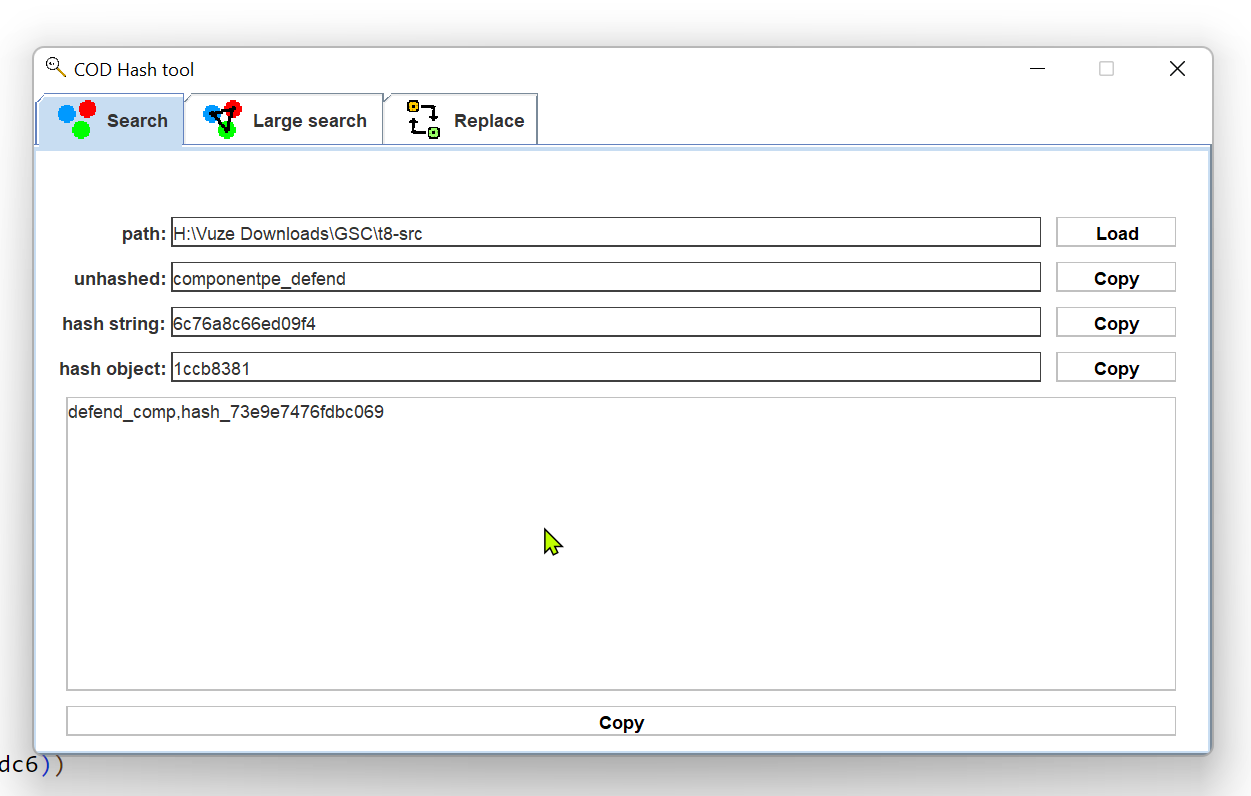 COD Hash tool
Search
Large search
Replace
path: H:\Vuze Downloads\GSC\t8-src Load
unhashed: componentpe_defend Copy
hash string: 6c76a8c66ed09f4 Copy
hash object: 1ccb8381 Copy
defend_comp,hash_73e9e7476fdbc069
Copy
dc6))